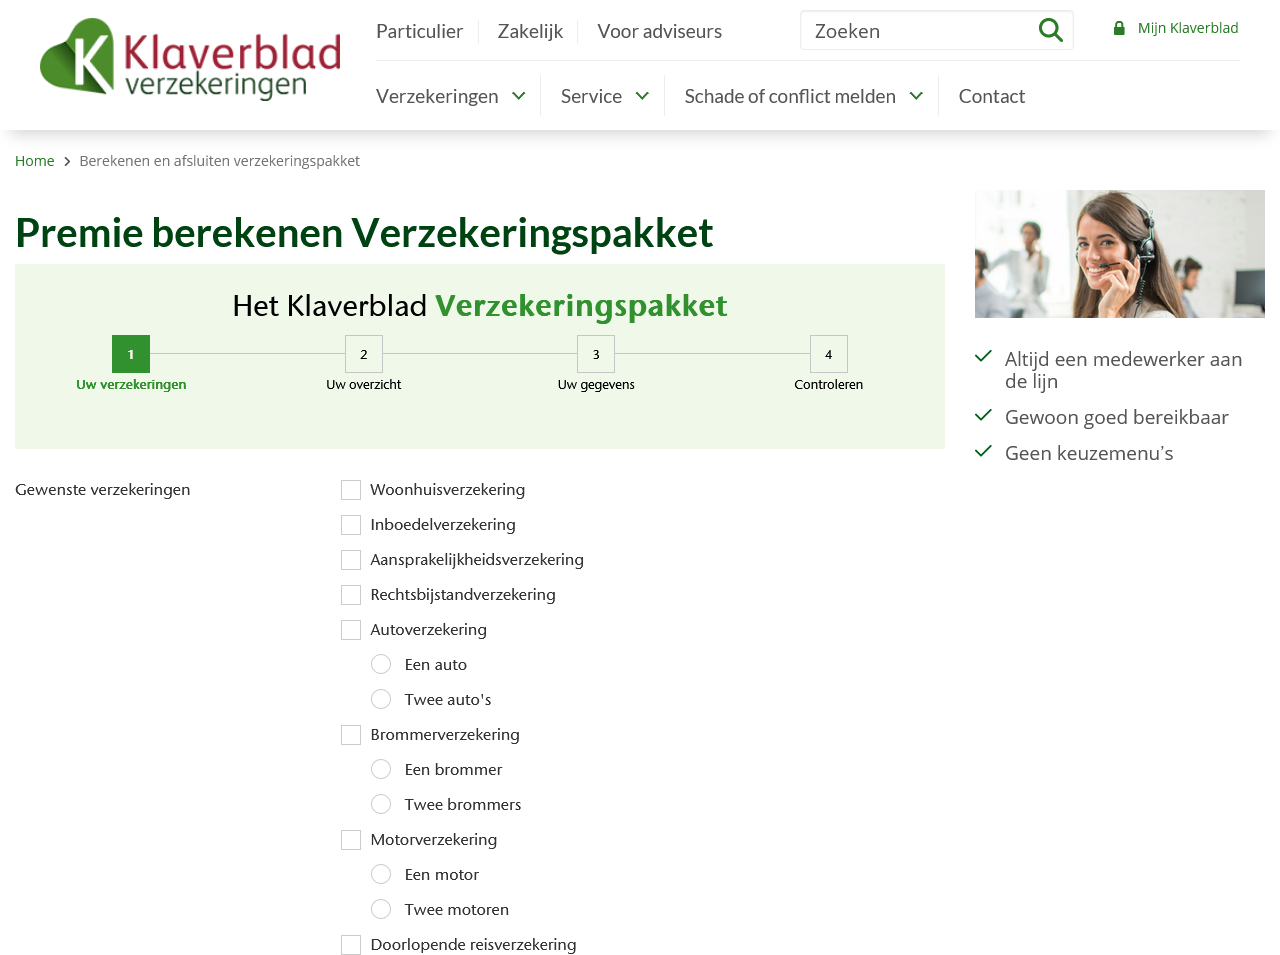 K Klaverblad
verzekeringen
Particulier
Zakelijk
Voor adviseurs
Zoeken
Mijn Klaverblad
Verzekeringen
Service
Schade of conflict melden
Contact
Home
Berekenen en afsluiten verzekeringspakket
Premie berekenen Verzekeringspakket
Het Klaverblad Verzekeringspakket
1
2
3
4
Uw verzekeringen
Uw overzicht
Uw gegevens
Controleren
Altijd een medewerker aan
de lijn
Gewoon goed bereikbaar
Geen keuzemenu's
Gewenste verzekeringen
Woonhuisverzekering
Inboedelverzekering
Aansprakelijkheidsverzekering
Rechtsbijstandverzekering
Autoverzekering
Een auto
Twee auto's
Brommerverzekering
Een brommer
Twee brommers
Motorverzekering
Een motor
Twee motoren
Doorlopende reisverzekering